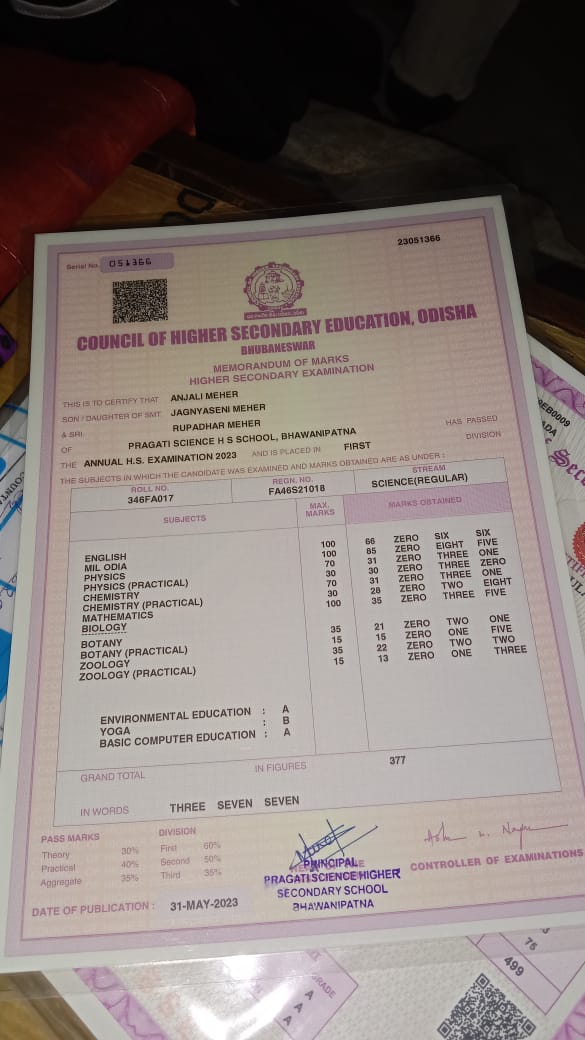 23051366
Serial No. 051366
COUNCIL OF HIGHER SECONDARY EDUCATION, ODISHA
BHUBANESWAR
MEMORANDUM OF MARKS
HIGHER SECONDARY EXAMINATION
THIS IS TO CERTIFY THAT ANJALI MEHER
SON / DAUGHTER OF SMT. JAGNYASENI MEHER
& SRI. RUPADHAR MEHER
OF PRAGATI SCIENCE H S SCHOOL, BHAWANIPATNA HAS PASSED
THE ANNUAL H.S. EXAMINATION 2023 AND IS PLACED IN FIRST DIVISION
THE SUBJECTS IN WHICH THE CANDIDATE WAS EXAMINED AND MARKS OBTAINED ARE AS UNDER :
ROLL NO. REGN. NO. STREAM
346FA017 FA46S21018 SCIENCE(REGULAR)
SUBJECTS MAX. MARKS MARKS OBTAINED
ENGLISH 100 66 ZERO SIX SIX
MIL ODIA 100 85 ZERO EIGHT FIVE
PHYSICS 70 31 ZERO THREE ONE
PHYSICS (PRACTICAL) 30 30 ZERO THREE ZERO
CHEMISTRY 70 31 ZERO THREE ONE
CHEMISTRY (PRACTICAL) 30 28 ZERO TWO EIGHT
MATHEMATICS 100 35 ZERO THREE FIVE
BIOLOGY
BOTANY 35 21 ZERO TWO ONE
BOTANY (PRACTICAL) 15 15 ZERO ONE FIVE
ZOOLOGY 35 22 ZERO TWO TWO
ZOOLOGY (PRACTICAL) 15 13 ZERO ONE THREE
ENVIRONMENTAL EDUCATION : A
YOGA : B
BASIC COMPUTER EDUCATION : A
GRAND TOTAL IN FIGURES 377
IN WORDS THREE SEVEN SEVEN
PASS MARKS
Theory 30%
Practical 40%
Aggregate 35%
DIVISION
First 60%
Second 50%
Third 35%
PRINCIPAL
PRAGATI SCIENCE HIGHER
SECONDARY SCHOOL
BHAWANIPATNA
CONTROLLER OF EXAMINATIONS
DATE OF PUBLICATION : 31-MAY-2023
GRADE
A
A
A
75
499